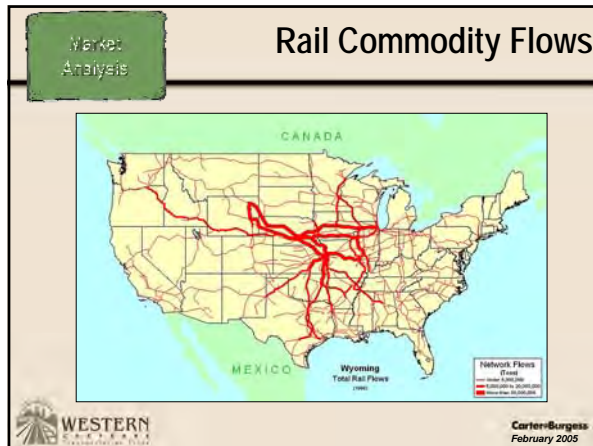 Market
Analysis
Rail Commodity Flows
CANADA
MEXICO
Wyoming
Total Rail Flows
Network Flows
(Tons)
WESTERN
Carter=Burgess
February 2005